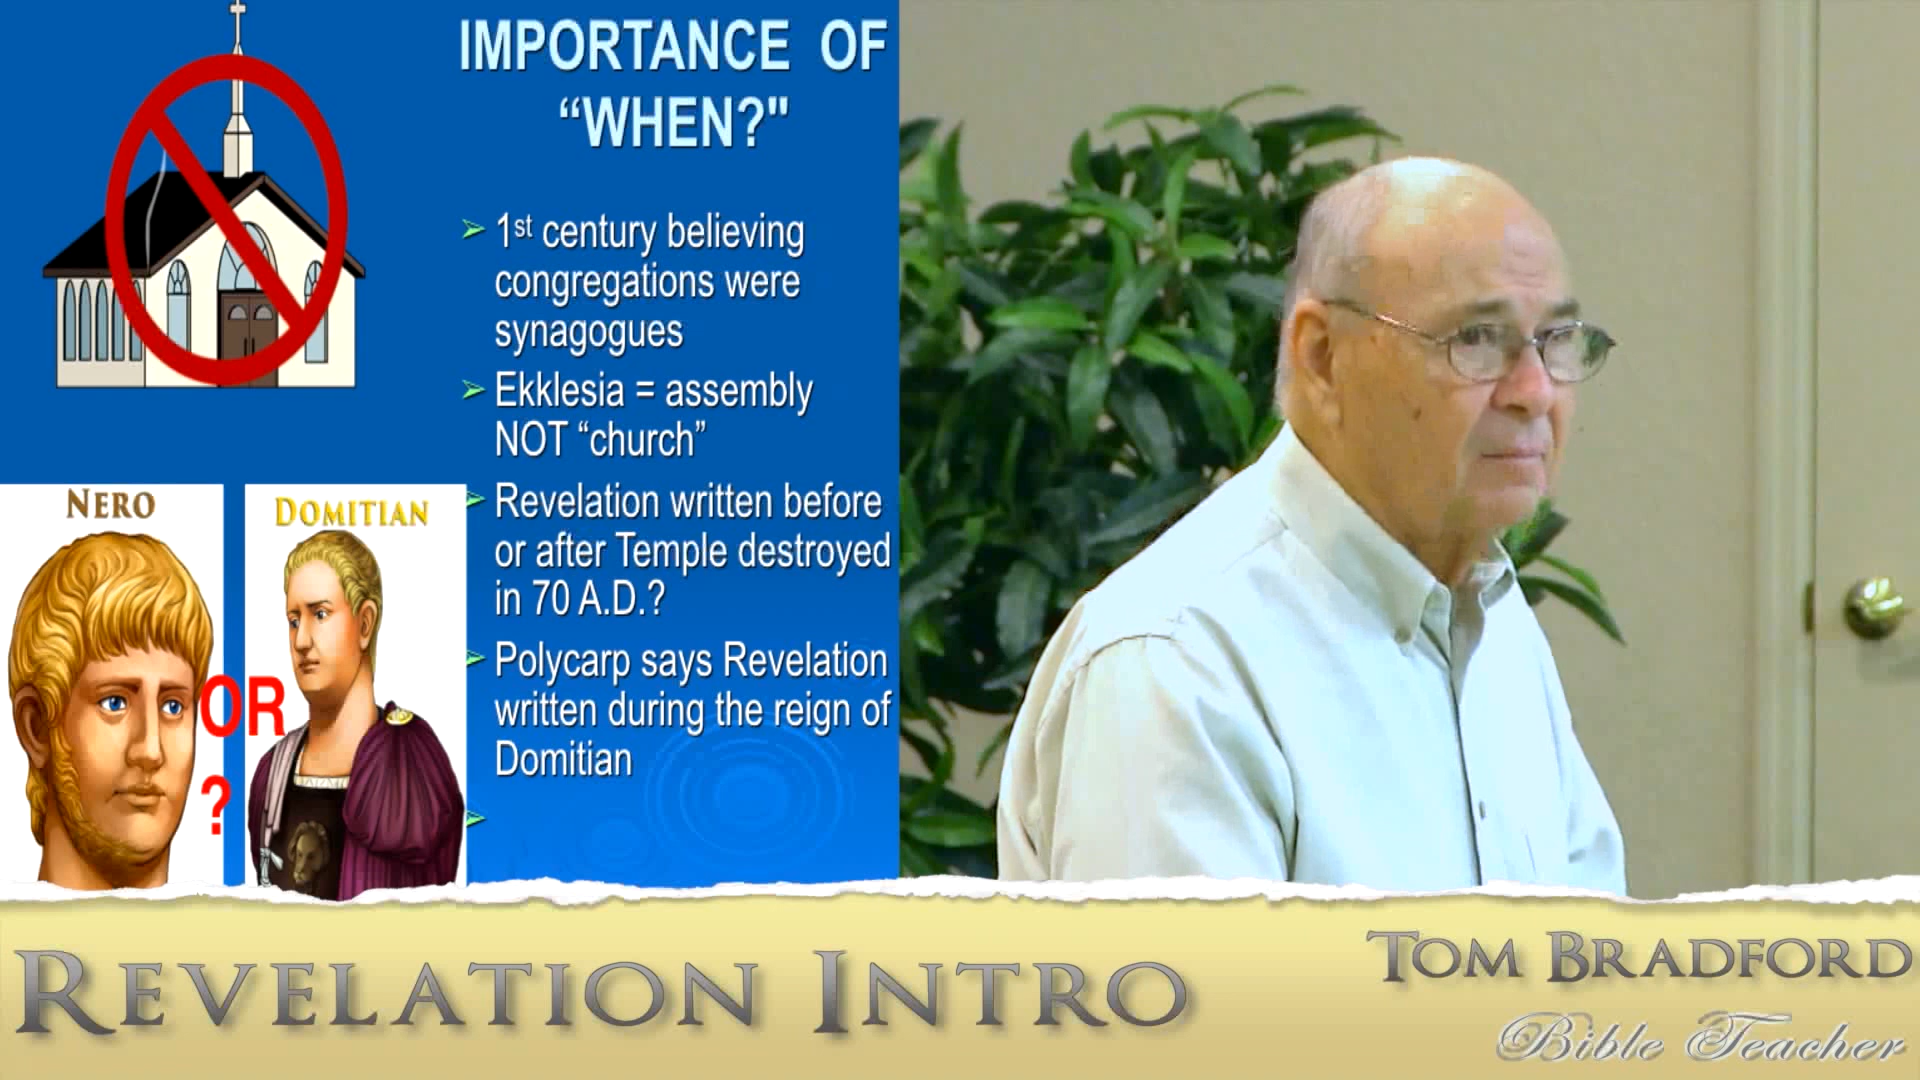 IMPORTANCE OF
“WHEN?"
1st century believing
congregations were
synagogues
Ekklesia = assembly
NOT “church”
Revelation written before
or after Temple destroyed
in 70 A.D.?
Polycarp says Revelation
written during the reign of
Domitian
NERO
DOMITIAN
OR
?
REVELATION INTRO
TOM BRADFORD
Bible Teacher